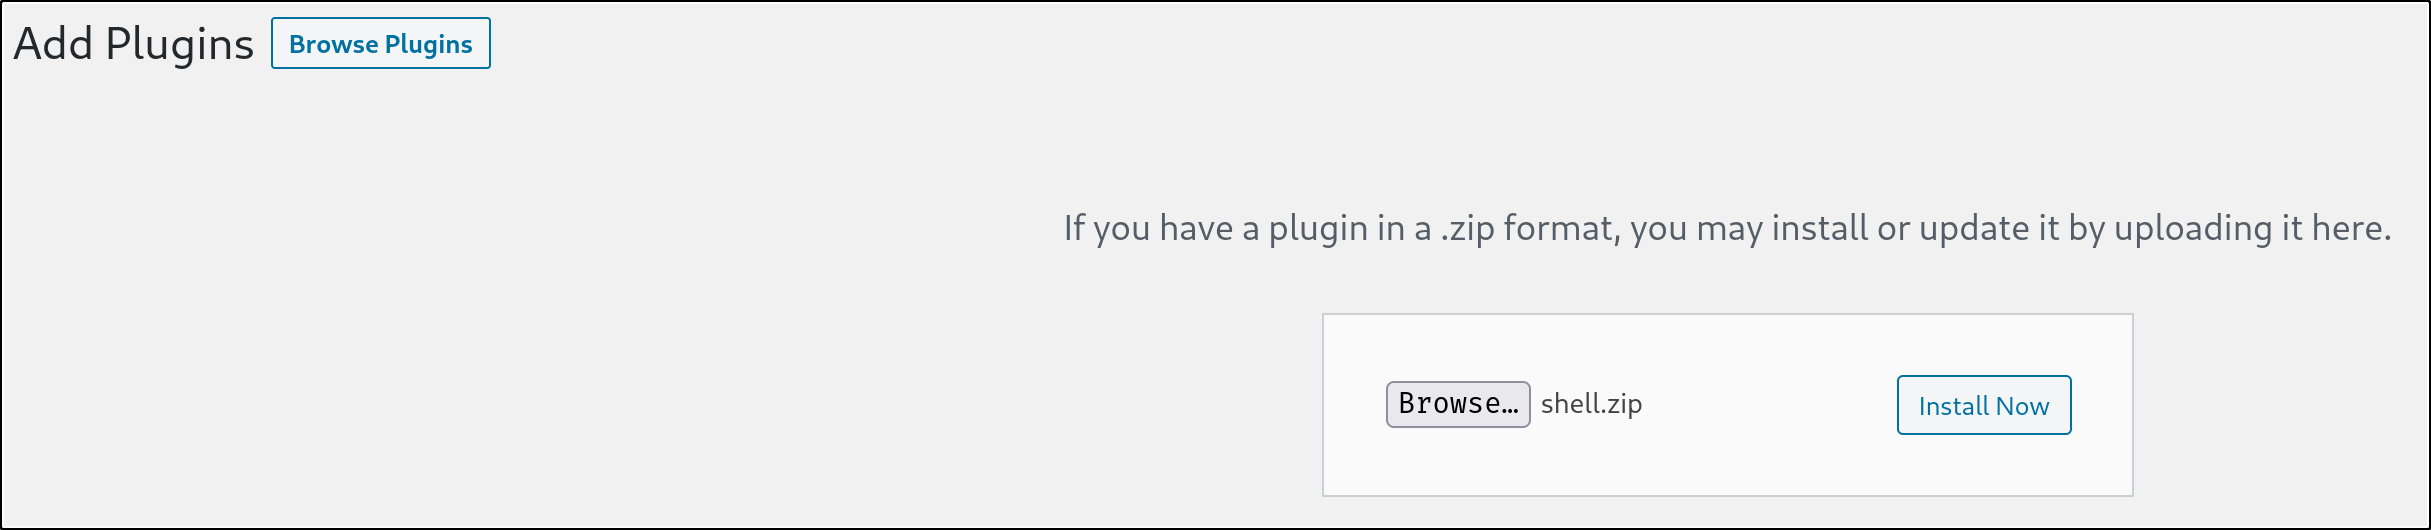 Add Plugins Browse Plugins
If you have a plugin in a .zip format, you may install or update it by uploading it here.
Browse… shell.zip Install Now